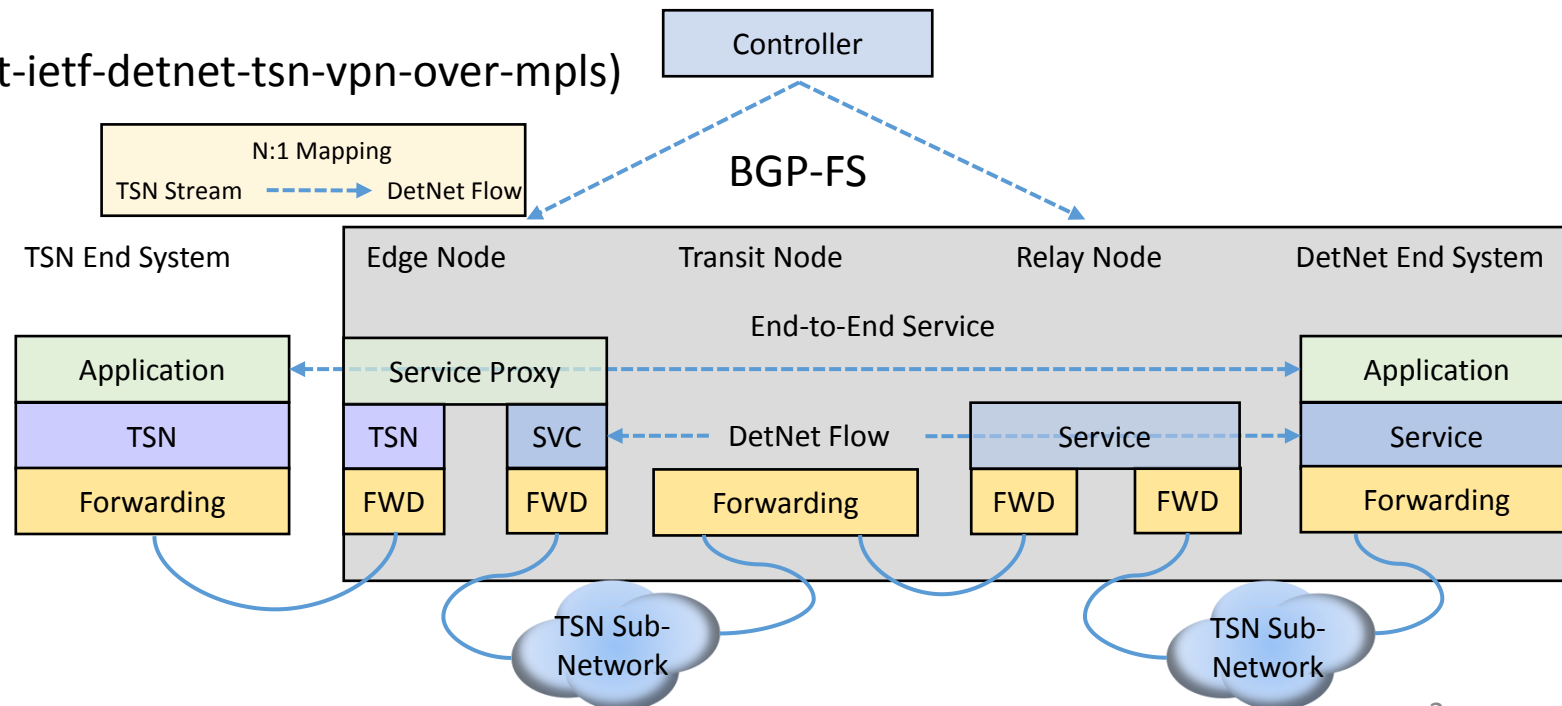 Controller
t-ietf-detnet-tsn-vpn-over-mpls)
N:1 Mapping
TSN Stream DetNet Flow
BGP-FS
TSN End System Edge Node Transit Node Relay Node DetNet End System
End-to-End Service
Application Service Proxy Application
TSN TSN SVC DetNet Flow Service Service
Forwarding FWD FWD Forwarding FWD FWD Forwarding
TSN Sub-
Network
TSN Sub-
Network